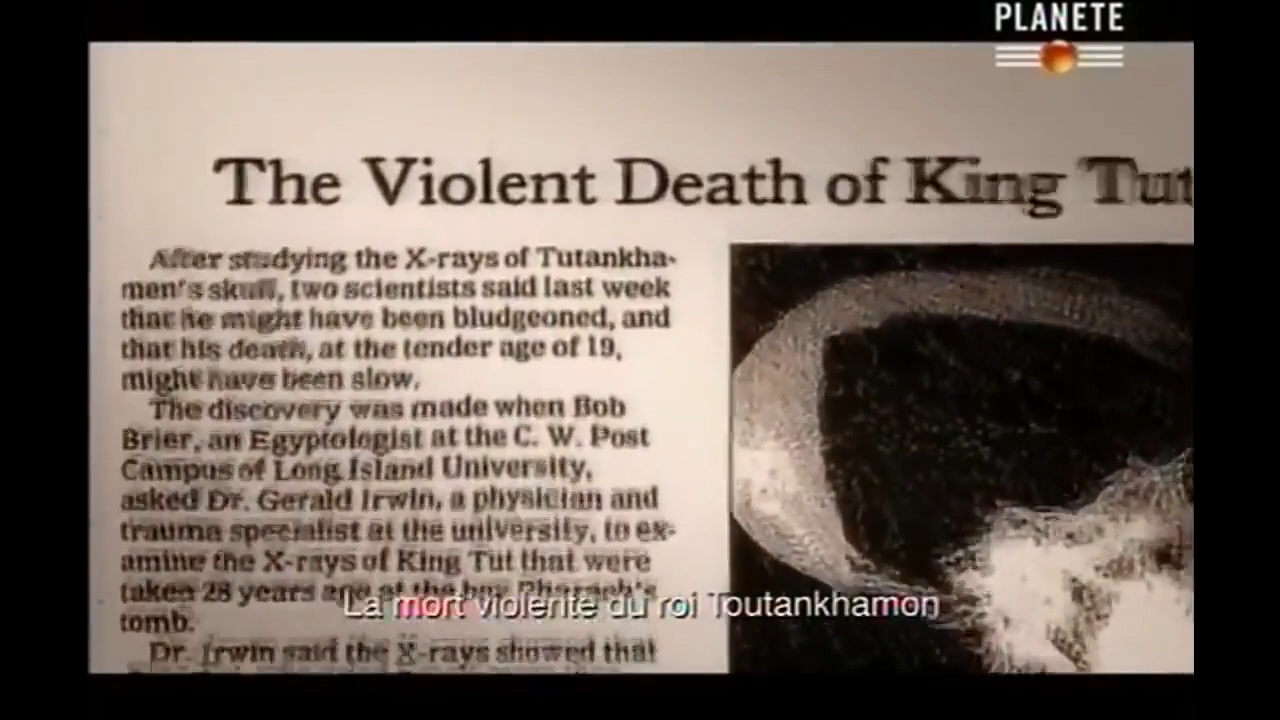 PLANETE
The Violent Death of King Tut
After studying the X-rays of Tutankha-
men's skull, two scientists said last week
that he might have been bludgeoned, and
that his death, at the tender age of 19,
might have been slow.
The discovery was made when Bob
Brier, an Egyptologist at the C. W. Post
Campus of Long Island University,
asked Dr. Gerald Irwin, a physician and
trauma specialist at the university, to ex-
amine the X-rays of King Tut that were
taken 28 years ago at the boy Pharaoh's
tomb.
La mort violente du roi Toutankhamon
Dr. Irwin said the X-rays showed that